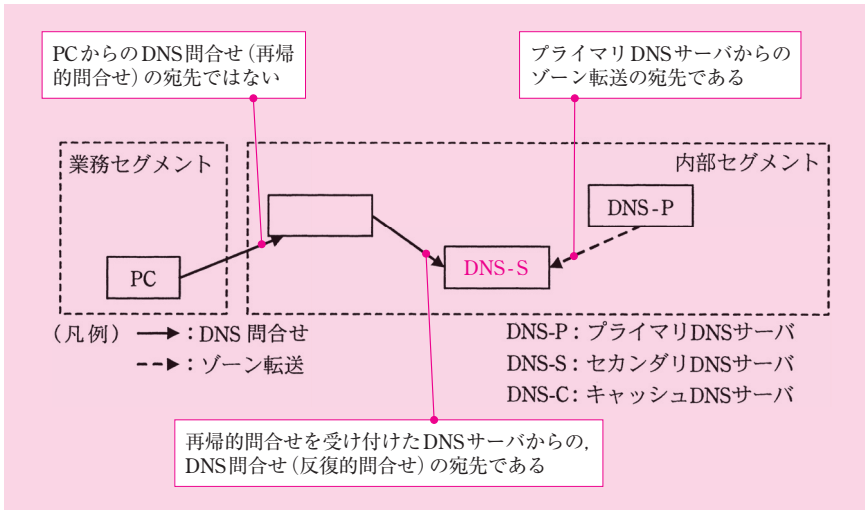 PCからのDNS問合せ(再帰
的問合せ)の宛先ではない
プライマリDNSサーバからの
ゾーン転送の宛先である
業務セグメント
内部セグメント
DNS-P
DNS-S
PC
(凡例) :DNS問合せ
:ゾーン転送
DNS-P:プライマリDNSサーバ
DNS-S:セカンダリDNSサーバ
DNS-C:キャッシュDNSサーバ
再帰的問合せを受け付けたDNSサーバからの,
DNS問合せ(反復的問合せ)の宛先である